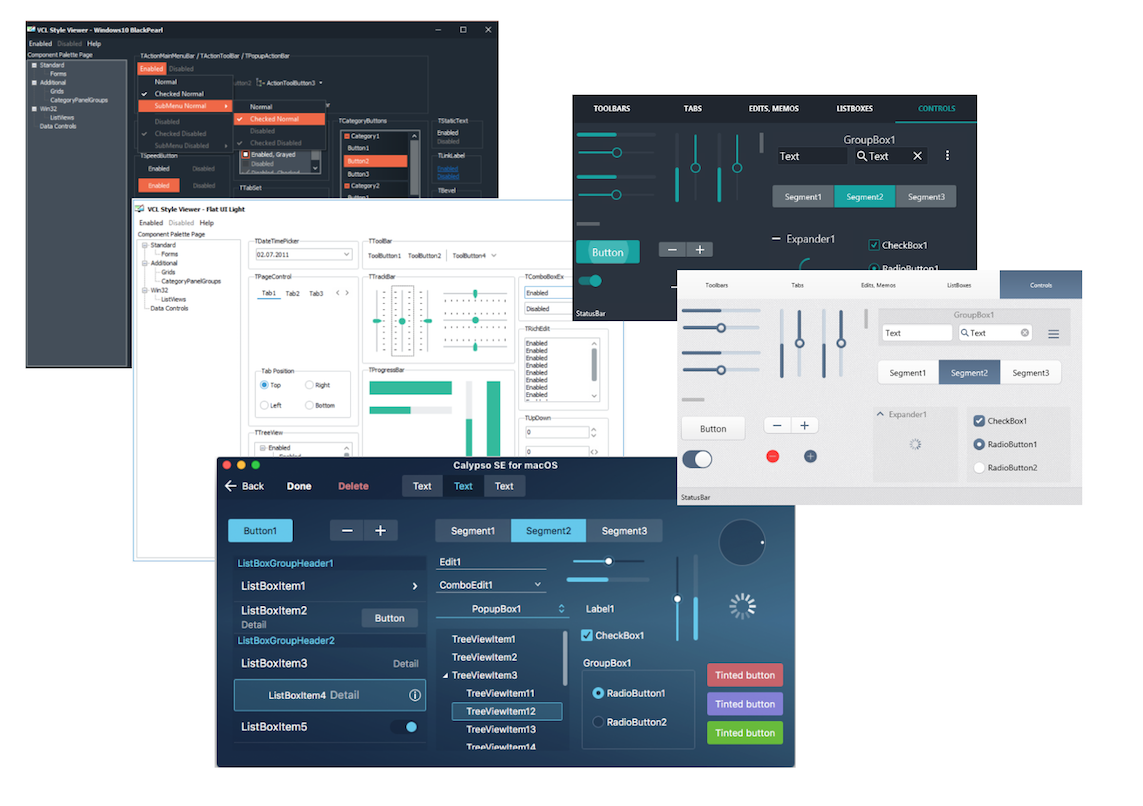 VCL Style Viewer - Windows10 BlackPearl
Enabled Disabled Help
Component Palette Page
Standard
Forms
Additional
Grids
CategoryPanelGroups
Win32
ListViews
Data Controls
TActionMainMenuBar / TActionToolBar / TPopupActionBar
Enabled Disabled
Normal
Checked Normal
SubMenu Normal
Disabled
Checked Disabled
SubMenu Disabled
ActionToolButton3
Normal
Checked Normal
Disabled
Checked Disabled
Enabled, Grayed
Disabled
TSpeedButton
Enabled Disabled
Enabled Disabled
TTabSet
TCategoryButtons
Category1
Button1
Button2
Button3
Category2
Button1
TStaticText
Enabled
Disabled
TLinkLabel
Enabled
Disabled
TBevel
VCL Style Viewer - Flat UI Light
Enabled Disabled Help
Component Palette Page
Standard
Forms
Additional
Grids
CategoryPanelGroups
Win32
ListViews
Data Controls
TDateTimePicker
02.07.2011
TPageControl
Tab1 Tab2 Tab3
Tab Position
Top Right
Left Bottom
TTreeView
Enabled
Enabled
TToolBar
ToolButton1 ToolButton2 ToolButton4
TTrackBar
TProgressBar
TComboBoxEx
Enabled
Disabled
TRichEdit
Enabled
Enabled
Enabled
Enabled
Enabled
Enabled
Enabled
Enabled
TUpDown
0
0
TOOLBARS TABS EDITS, MEMOS LISTBOXES CONTROLS
GroupBox1
Text Text
Segment1 Segment2 Segment3
Button
Expander1
CheckBox1
RadioButton1
StatusBar
Toolbars Tabs Edits, Memos ListBoxes Controls
GroupBox1
Text Text
Segment1 Segment2 Segment3
Button
Expander1
CheckBox1
RadioButton1
RadioButton2
StatusBar
Calypso SE for macOS
Back Done Delete Text Text Text
Button1
Segment1 Segment2 Segment3
ListBoxGroupHeader1
ListBoxItem1
ListBoxItem2
Detail
Button
ListBoxGroupHeader2
ListBoxItem3 Detail
ListBoxItem4 Detail
ListBoxItem5
Edit1
ComboEdit1
PopupBox1
TreeViewItem1
TreeViewItem2
TreeViewItem3
TreeViewItem11
TreeViewItem12
TreeViewItem13
TreeViewItem14
Label1
CheckBox1
GroupBox1
RadioButton1
RadioButton2
Tinted button
Tinted button
Tinted button